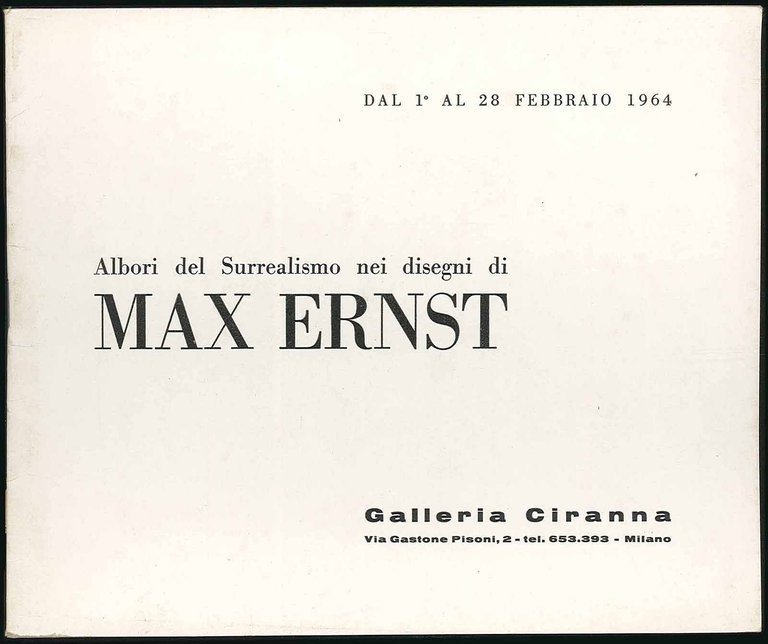 DAL 1° AL 28 FEBBRAIO 1964
Albori del Surrealismo nei disegni di
MAX ERNST
Galleria Ciranna
Via Gastone Pisoni, 2 - tel. 653.393 - Milano